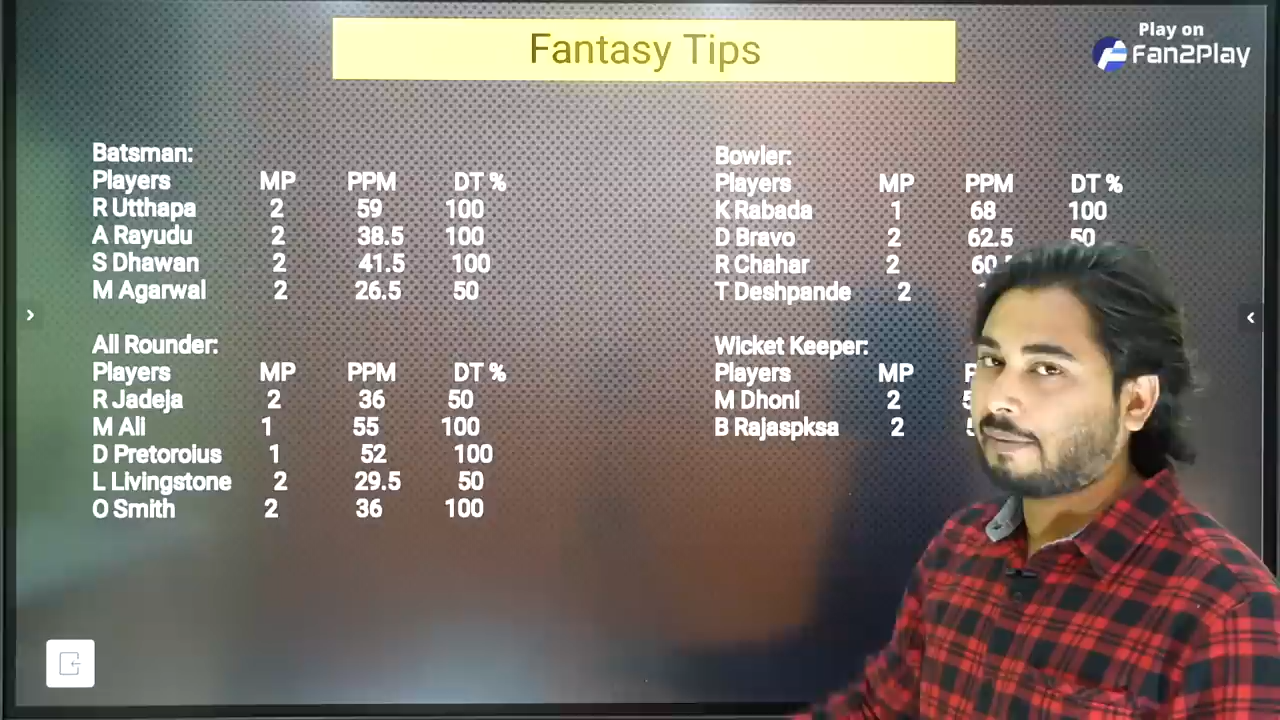 Fantasy Tips
Play on
Fan2Play
Batsman:
Players MP PPM DT %
R Utthapa 2 59 100
A Rayudu 2 38.5 100
S Dhawan 2 41.5 100
M Agarwal 2 26.5 50
All Rounder:
Players MP PPM DT %
R Jadeja 2 36 50
M Ali 1 55 100
D Pretoroius 1 52 100
L Livingstone 2 29.5 50
O Smith 2 36 100
Bowler:
Players MP PPM DT %
K Rabada 1 68 100
D Bravo 2 62.5 50
R Chahar 2
T Deshpande 2
Wicket Keeper:
Players MP
M Dhoni 2
B Rajaspksa 2